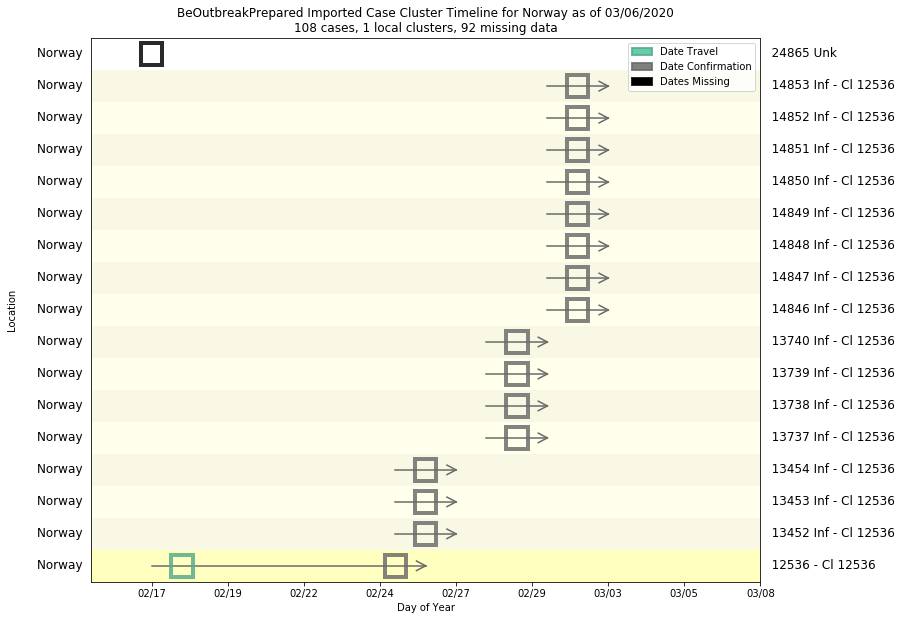 BeOutbreakPrepared Imported Case Cluster Timeline for Norway as of 03/06/2020
108 cases, 1 local clusters, 92 missing data
Date Travel
Date Confirmation
Dates Missing
Norway 24865 Unk
Norway 14853 Inf - Cl 12536
Norway 14852 Inf - Cl 12536
Norway 14851 Inf - Cl 12536
Norway 14850 Inf - Cl 12536
Norway 14849 Inf - Cl 12536
Norway 14848 Inf - Cl 12536
Norway 14847 Inf - Cl 12536
Norway 14846 Inf - Cl 12536
Norway 13740 Inf - Cl 12536
Norway 13739 Inf - Cl 12536
Norway 13738 Inf - Cl 12536
Norway 13737 Inf - Cl 12536
Norway 13454 Inf - Cl 12536
Norway 13453 Inf - Cl 12536
Norway 13452 Inf - Cl 12536
Norway 12536 - Cl 12536
Location
02/17 02/19 02/22 02/24 02/27 02/29 03/03 03/05 03/08
Day of Year